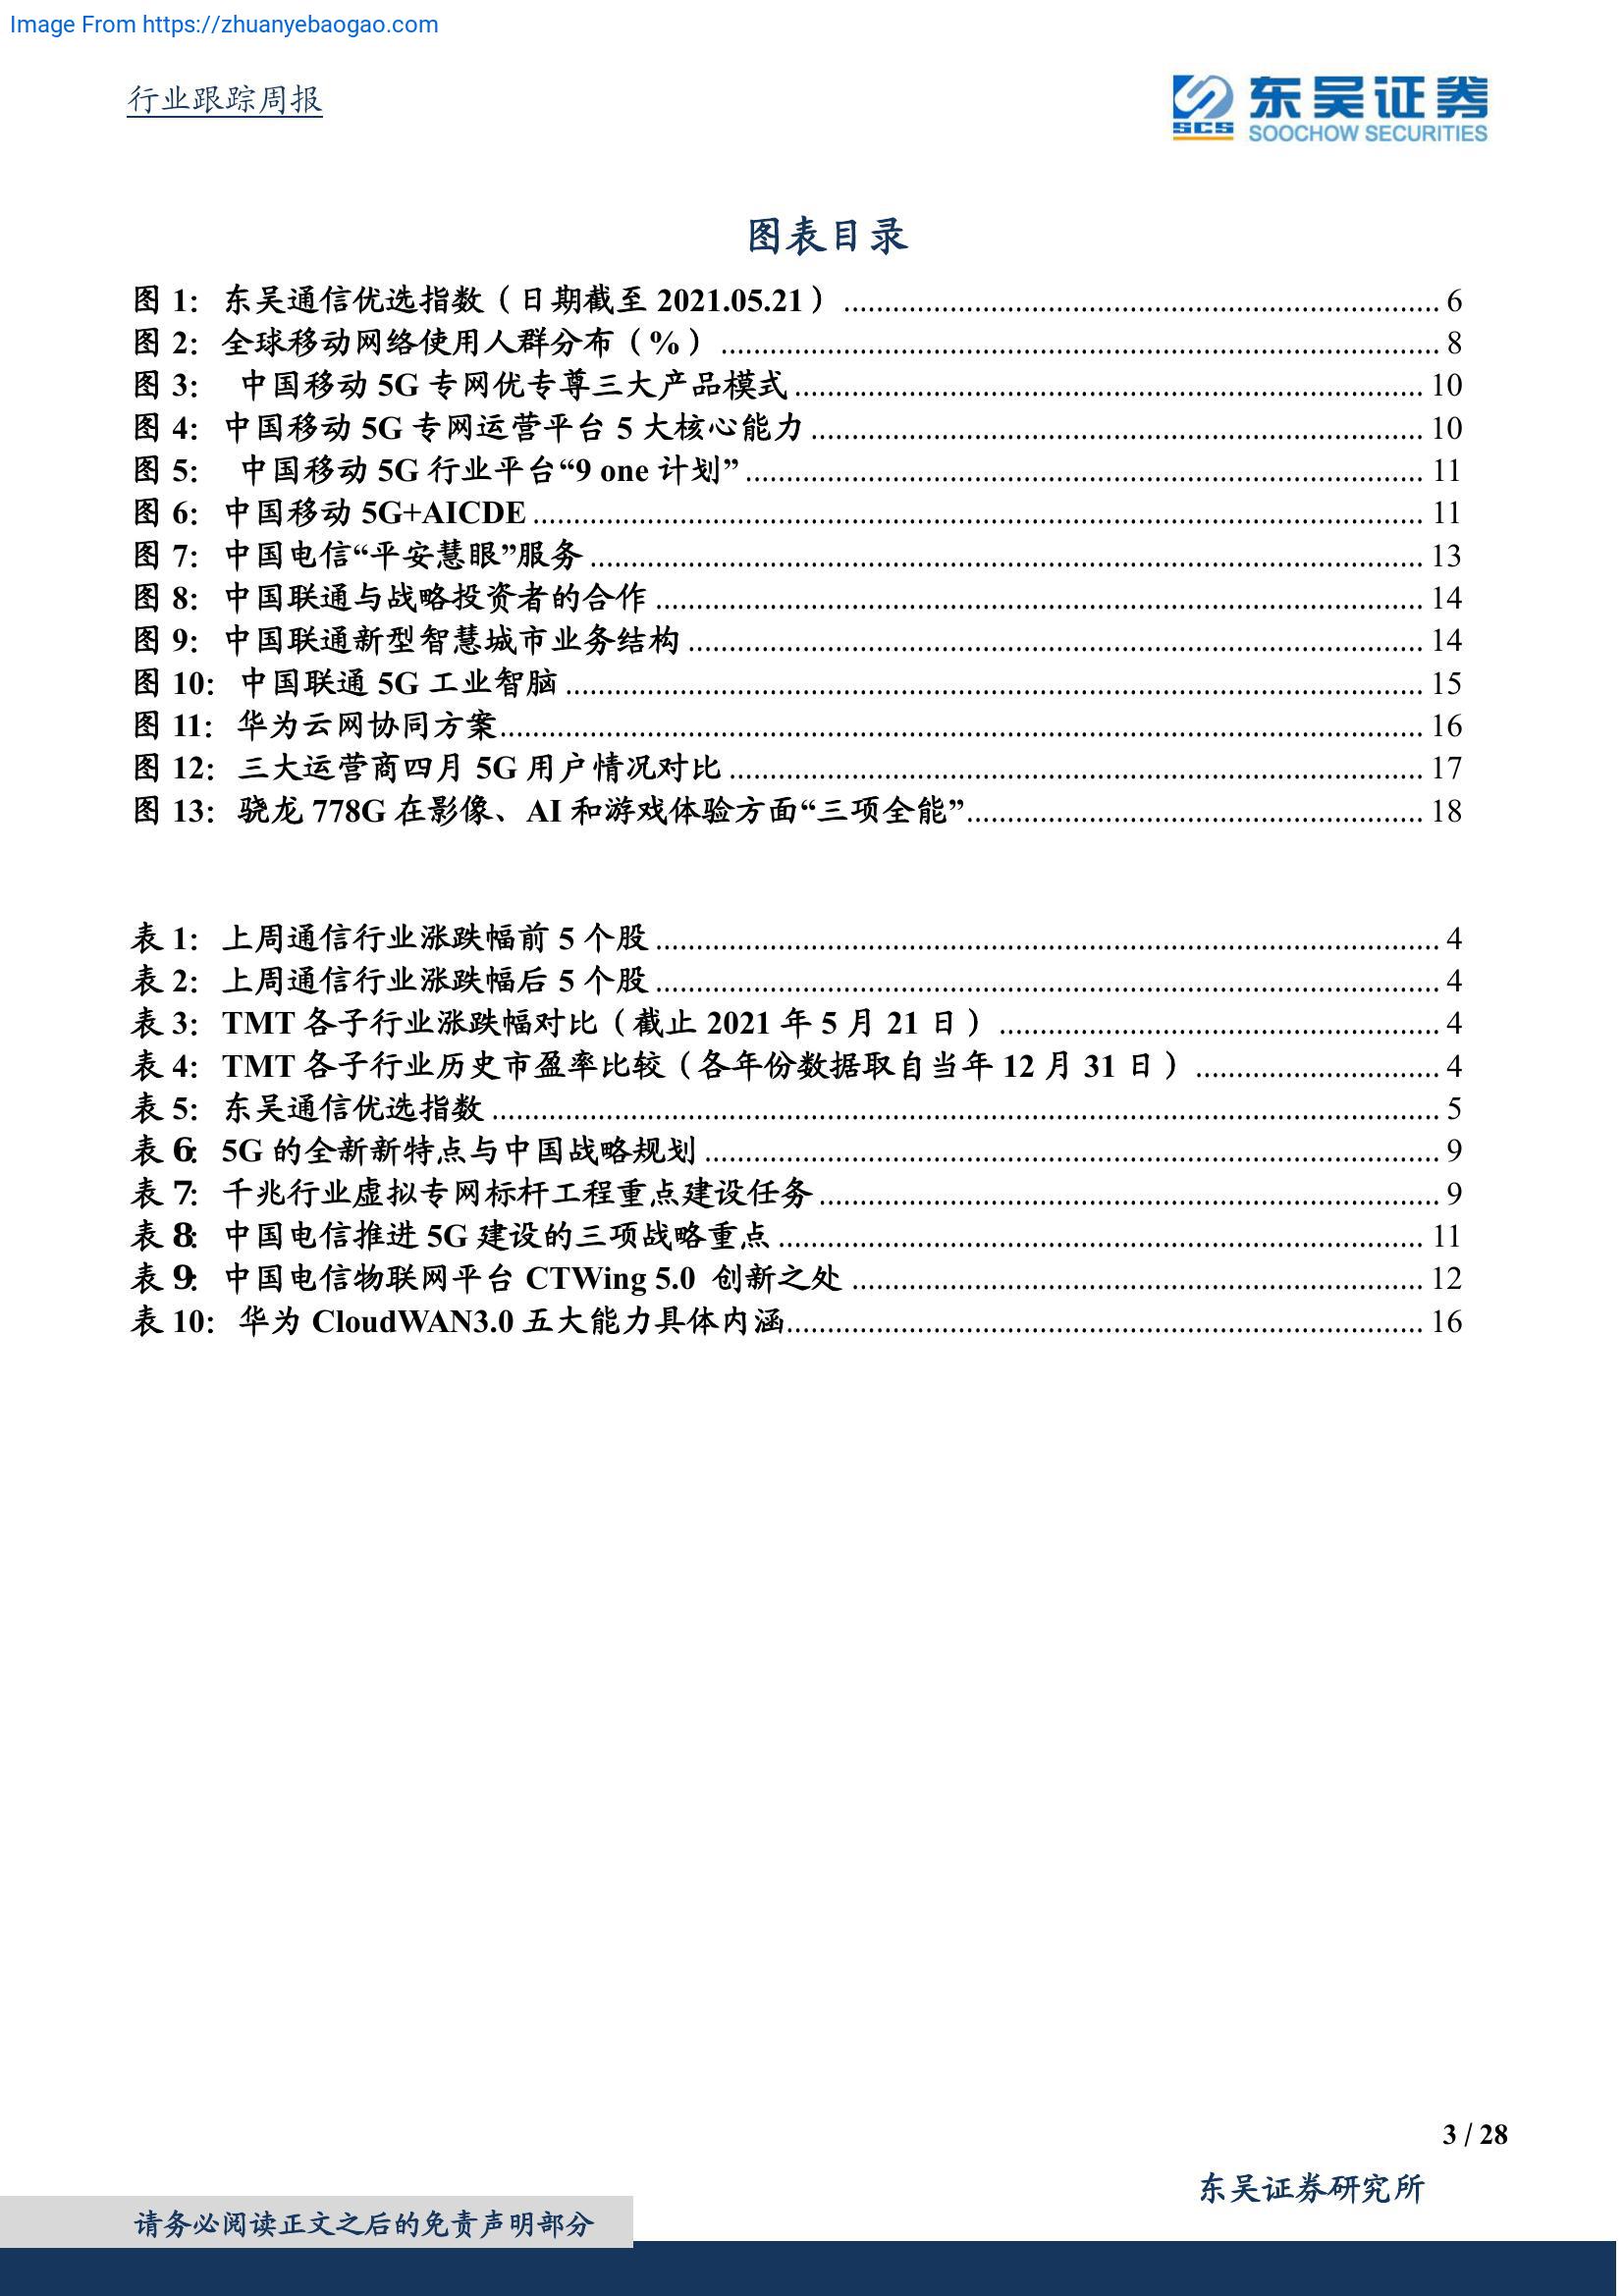 Image From https://zhuanyebaogao.com
行业跟踪周报
SCS 东吴证券
SOOCHOW SECURITIES
图表目录
图 1：东吴通信优选指数（日期截至 2021.05.21） 6
图 2：全球移动网络使用人群分布（%） 8
图 3： 中国移动 5G 专网优专尊三大产品模式 10
图 4：中国移动 5G 专网运营平台 5 大核心能力 10
图 5： 中国移动 5G 行业平台“9 one 计划” 11
图 6：中国移动 5G+AICDE 11
图 7：中国电信“平安慧眼”服务 13
图 8：中国联通与战略投资者的合作 14
图 9：中国联通新型智慧城市业务结构 14
图 10：中国联通 5G 工业智脑 15
图 11：华为云网协同方案 16
图 12：三大运营商四月 5G 用户情况对比 17
图 13：骁龙 778G 在影像、AI 和游戏体验方面“三项全能” 18
表 1：上周通信行业涨跌幅前 5 个股 4
表 2：上周通信行业涨跌幅后 5 个股 4
表 3：TMT 各子行业涨跌幅对比（截止 2021 年 5 月 21 日） 4
表 4：TMT 各子行业历史市盈率比较（各年份数据取自当年 12 月 31 日） 4
表 5：东吴通信优选指数 5
表 6：5G 的全新新特点与中国战略规划 9
表 7：千兆行业虚拟专网标杆工程重点建设任务 9
表 8：中国电信推进 5G 建设的三项战略重点 11
表 9：中国电信物联网平台 CTWing 5.0 创新之处 12
表 10：华为 CloudWAN3.0 五大能力具体内涵 16
3 / 28
东吴证券研究所
请务必阅读正文之后的免责声明部分